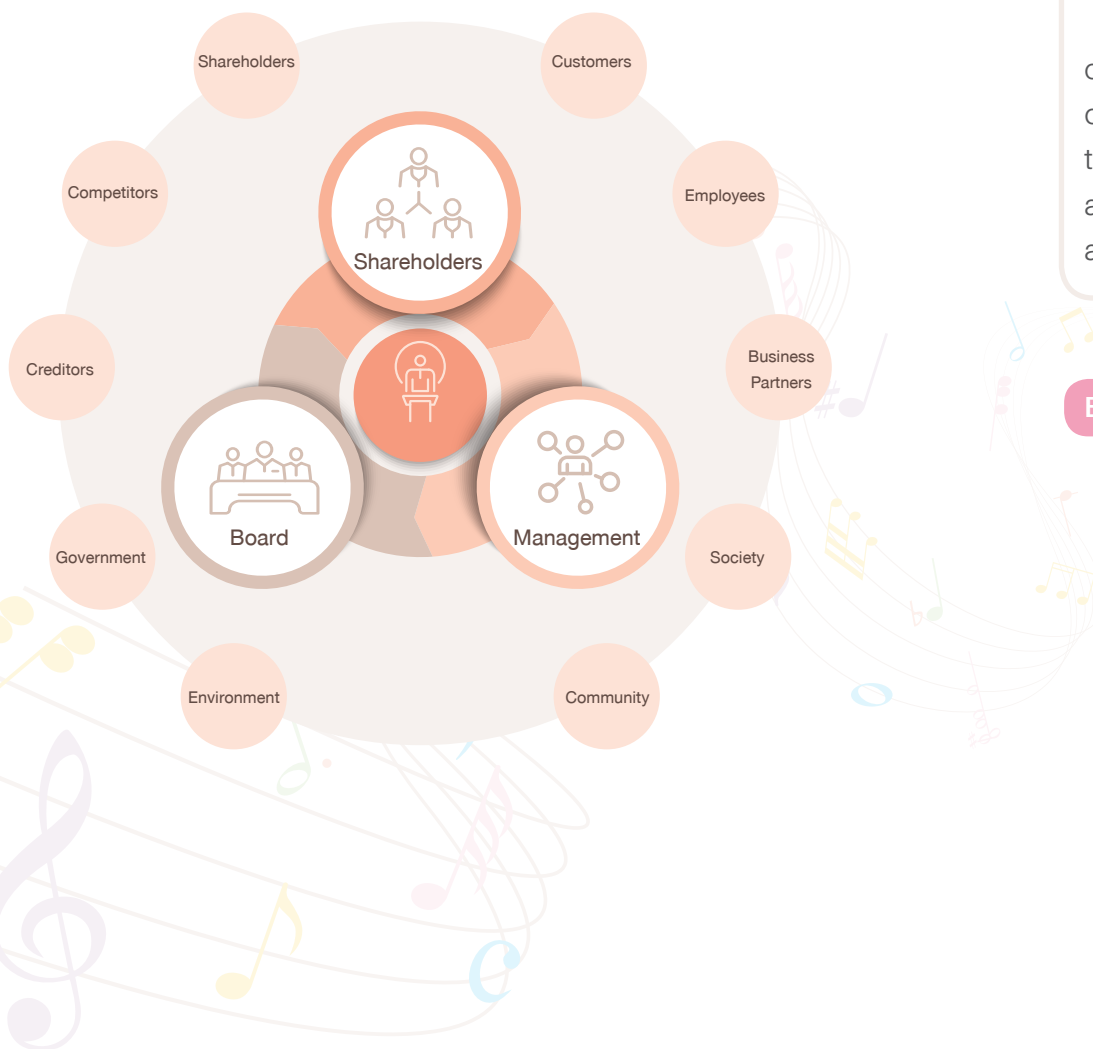 Shareholders
Customers
Competitors
Employees
Shareholders
Creditors
Business
Partners
Board
Management
Government
Society
Environment
Community